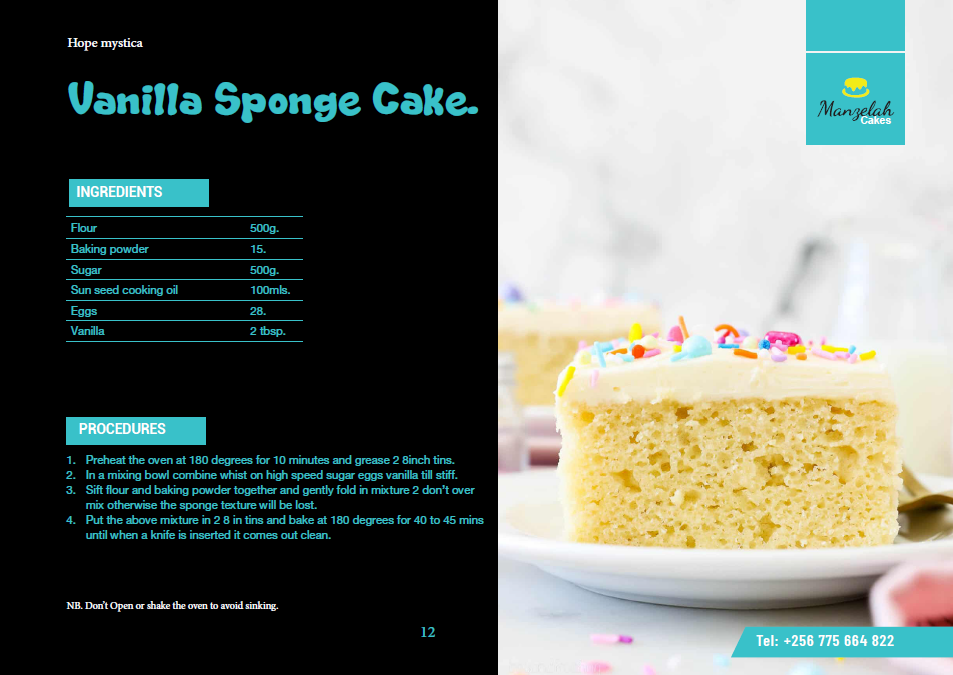 Hope mystica
Vanilla Sponge Cake.
INGREDIENTS
Flour 500g.
Baking powder 15.
Sugar 500g.
Sun seed cooking oil 100mls.
Eggs 28.
Vanilla 2 tbsp.
PROCEDURES
1. Preheat the oven at 180 degrees for 10 minutes and grease 2 8inch tins.
2. In a mixing bowl combine whist on high speed sugar eggs vanilla till stiff.
3. Sift flour and baking powder together and gently fold in mixture 2 don't over
mix otherwise the sponge texture will be lost.
4. Put the above mixture in 2 8 in tins and bake at 180 degrees for 40 to 45 mins
until when a knife is inserted it comes out clean.
NB. Don't Open or shake the oven to avoid sinking.
12
Manzelah
Cakes
Tel: +256 775 664 822